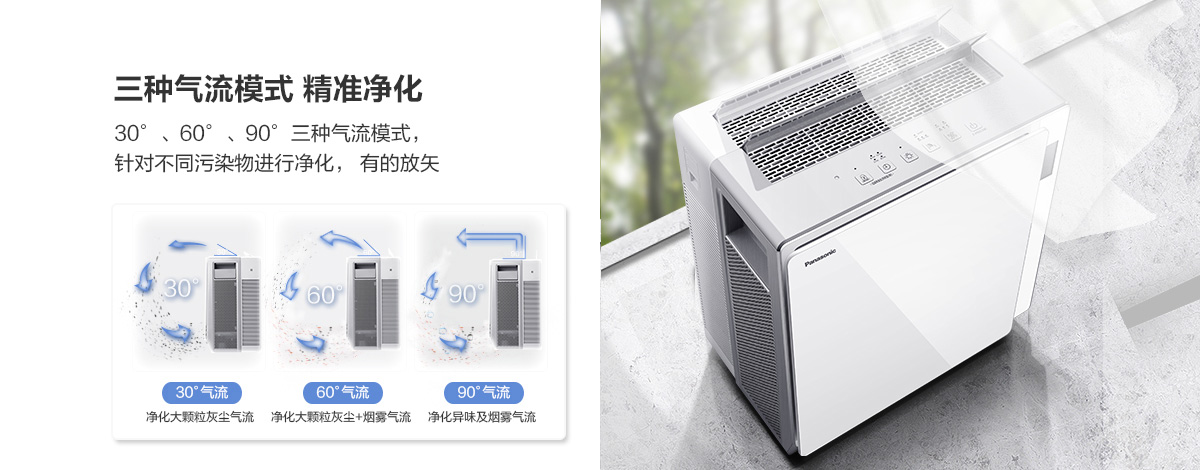 三种气流模式 精准净化
30°、60°、90°三种气流模式，
针对不同污染物进行净化， 有的放矢
30°
60°
90°
30°气流
60°气流
90°气流
净化大颗粒灰尘气流
净化大颗粒灰尘+烟雾气流
净化异味及烟雾气流
Panasonic